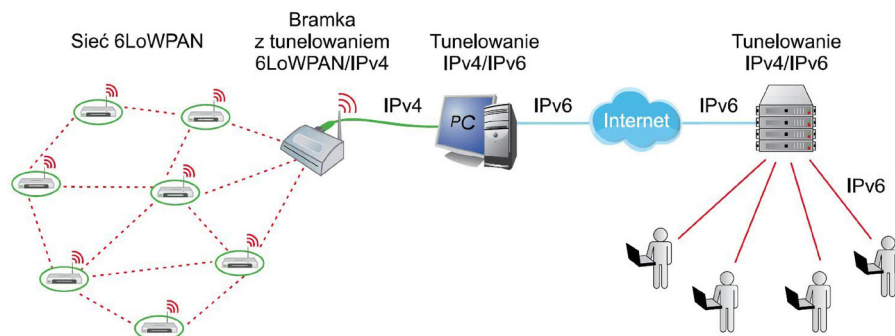 Sieć 6LoWPAN
Bramka
z tunelowaniem
6LoWPAN/IPv4
Tunelowanie
IPv4/IPv6
Tunelowanie
IPv4/IPv6
IPv4
PC
IPv6
Internet
IPv6
IPv6